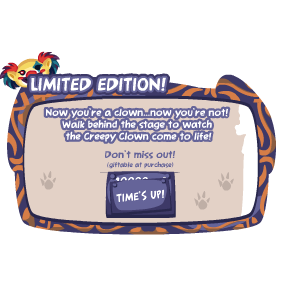 LIMITED EDITION!
Now you're a clown...now you're not!
Walk behind the stage to watch
the Creepy Clown come to life!
Don't miss out!
(giftable at purchase)
TIME'S UP!